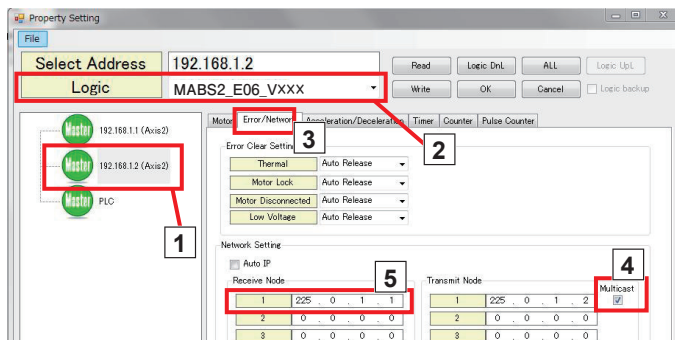 Property Setting
File
Select Address 192.168.1.2 Read Logic DnL ALL Logic UpL
Logic MABS2_E06_VXXX Write OK Cancel Logic backup
Master 192.168.1.1 (Axis2)
Master 192.168.1.2 (Axis2)
Master PLC
1
2
Motor Error/Network Acceleration/Deceleration Timer Counter Pulse Counter
3
Error Clear Setting
Thermal Auto Release
Motor Lock Auto Release
Motor Disconnected Auto Release
Low Voltage Auto Release
Network Setting
Auto IP
5
4
Receive Node Transmit Node Multicast
1 225 . 0 . 1 . 1 1 225 . 0 . 1 . 2
2 0 . 0 . 0 . 0 2 0 . 0 . 0 . 0
3 0 . 0 . 0 . 0 3 0 . 0 . 0 . 0